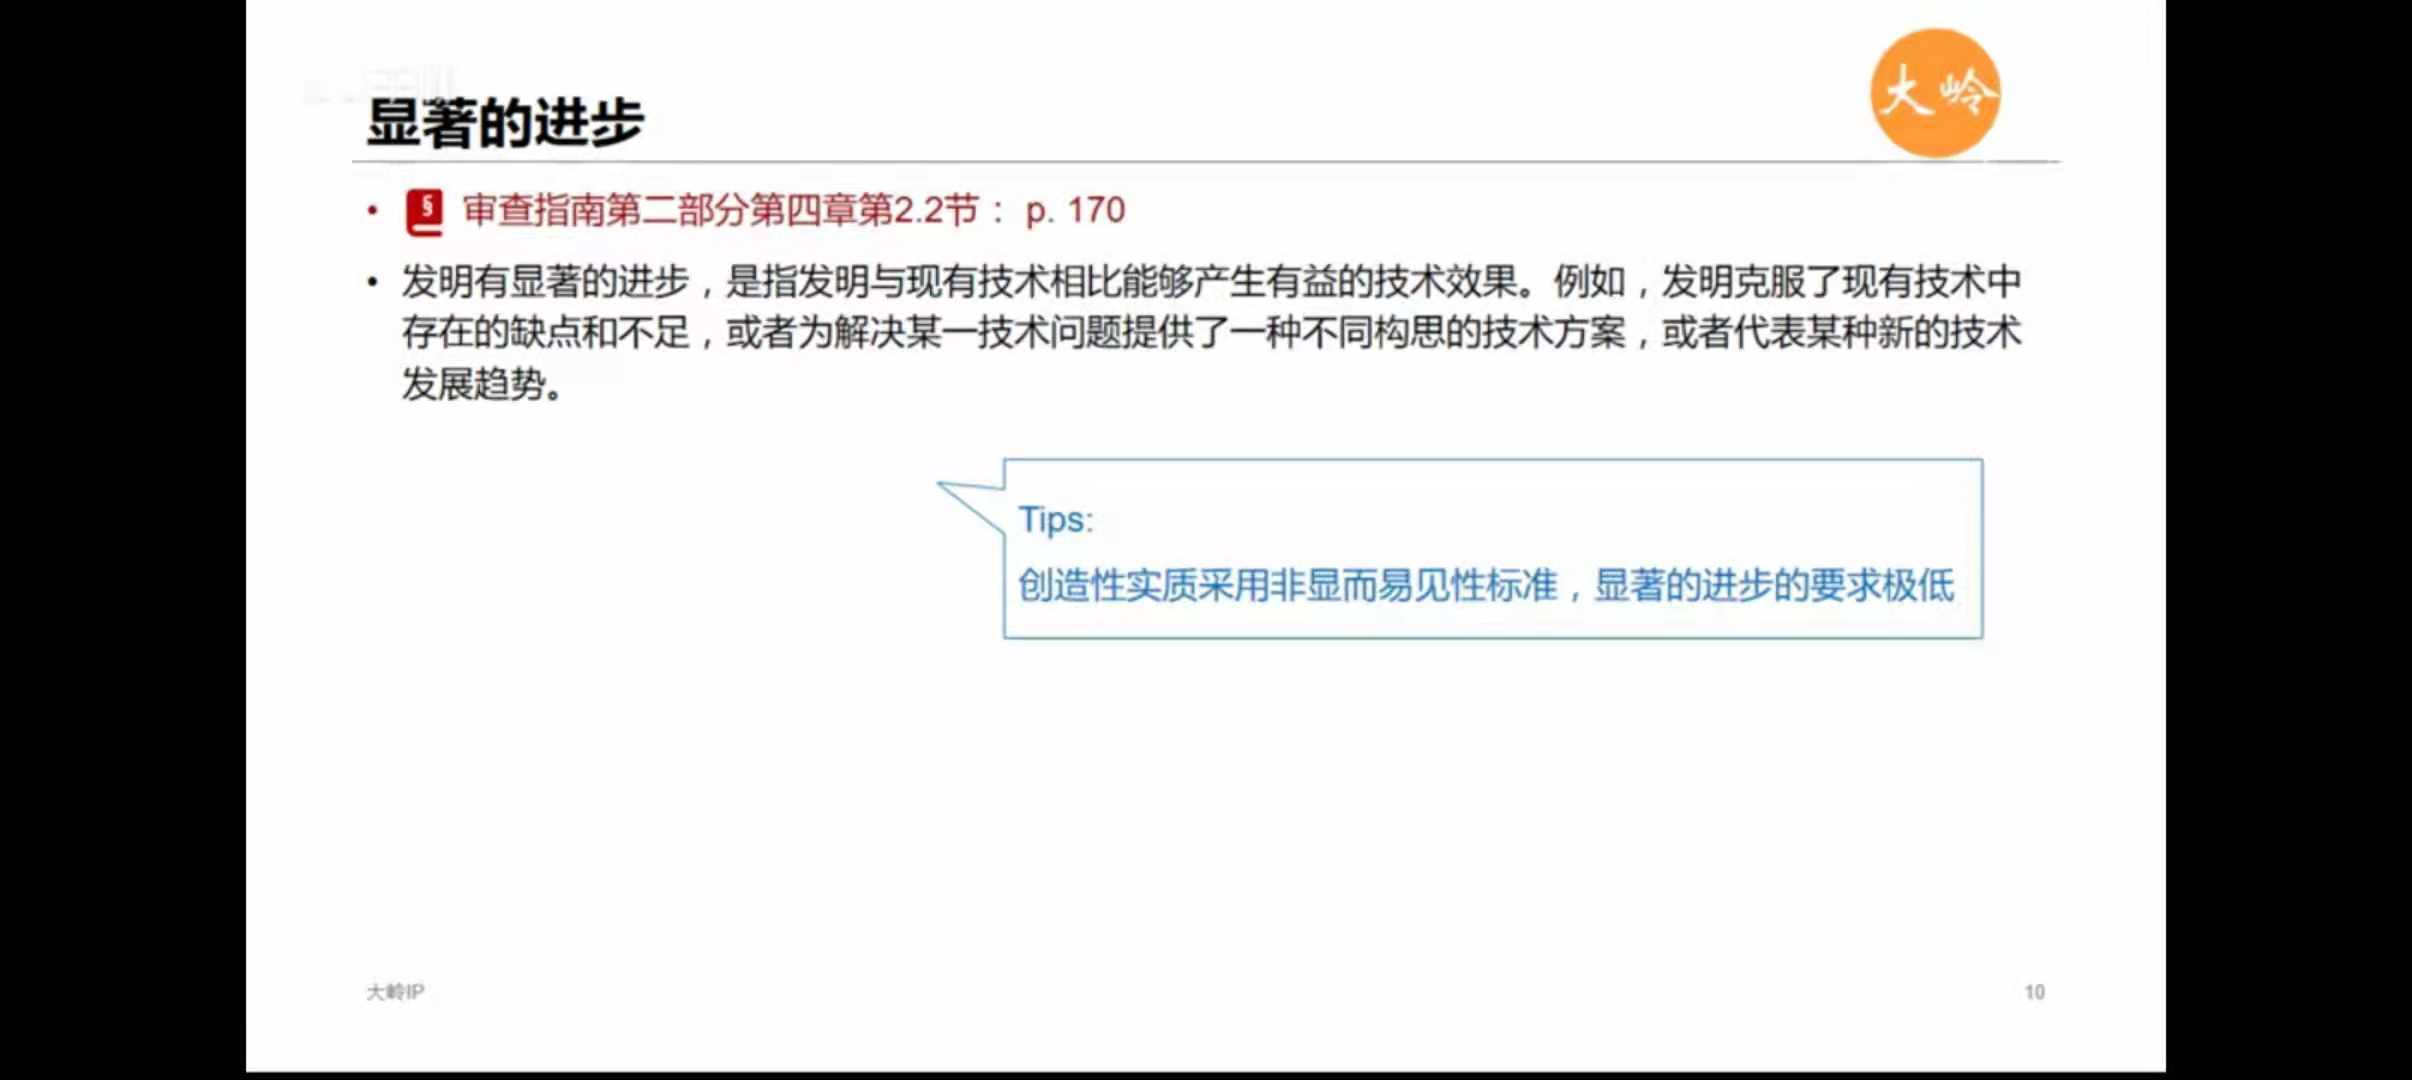 大岭
显著的进步
• § 审查指南第二部分第四章第2.2节： p. 170
• 发明有显著的进步，是指发明与现有技术相比能够产生有益的技术效果。例如，发明克服了现有技术中
存在的缺点和不足，或者为解决某一技术问题提供了一种不同构思的技术方案，或者代表某种新的技术
发展趋势。
Tips:
创造性实质采用非显而易见性标准，显著的进步的要求极低
大岭IP
10